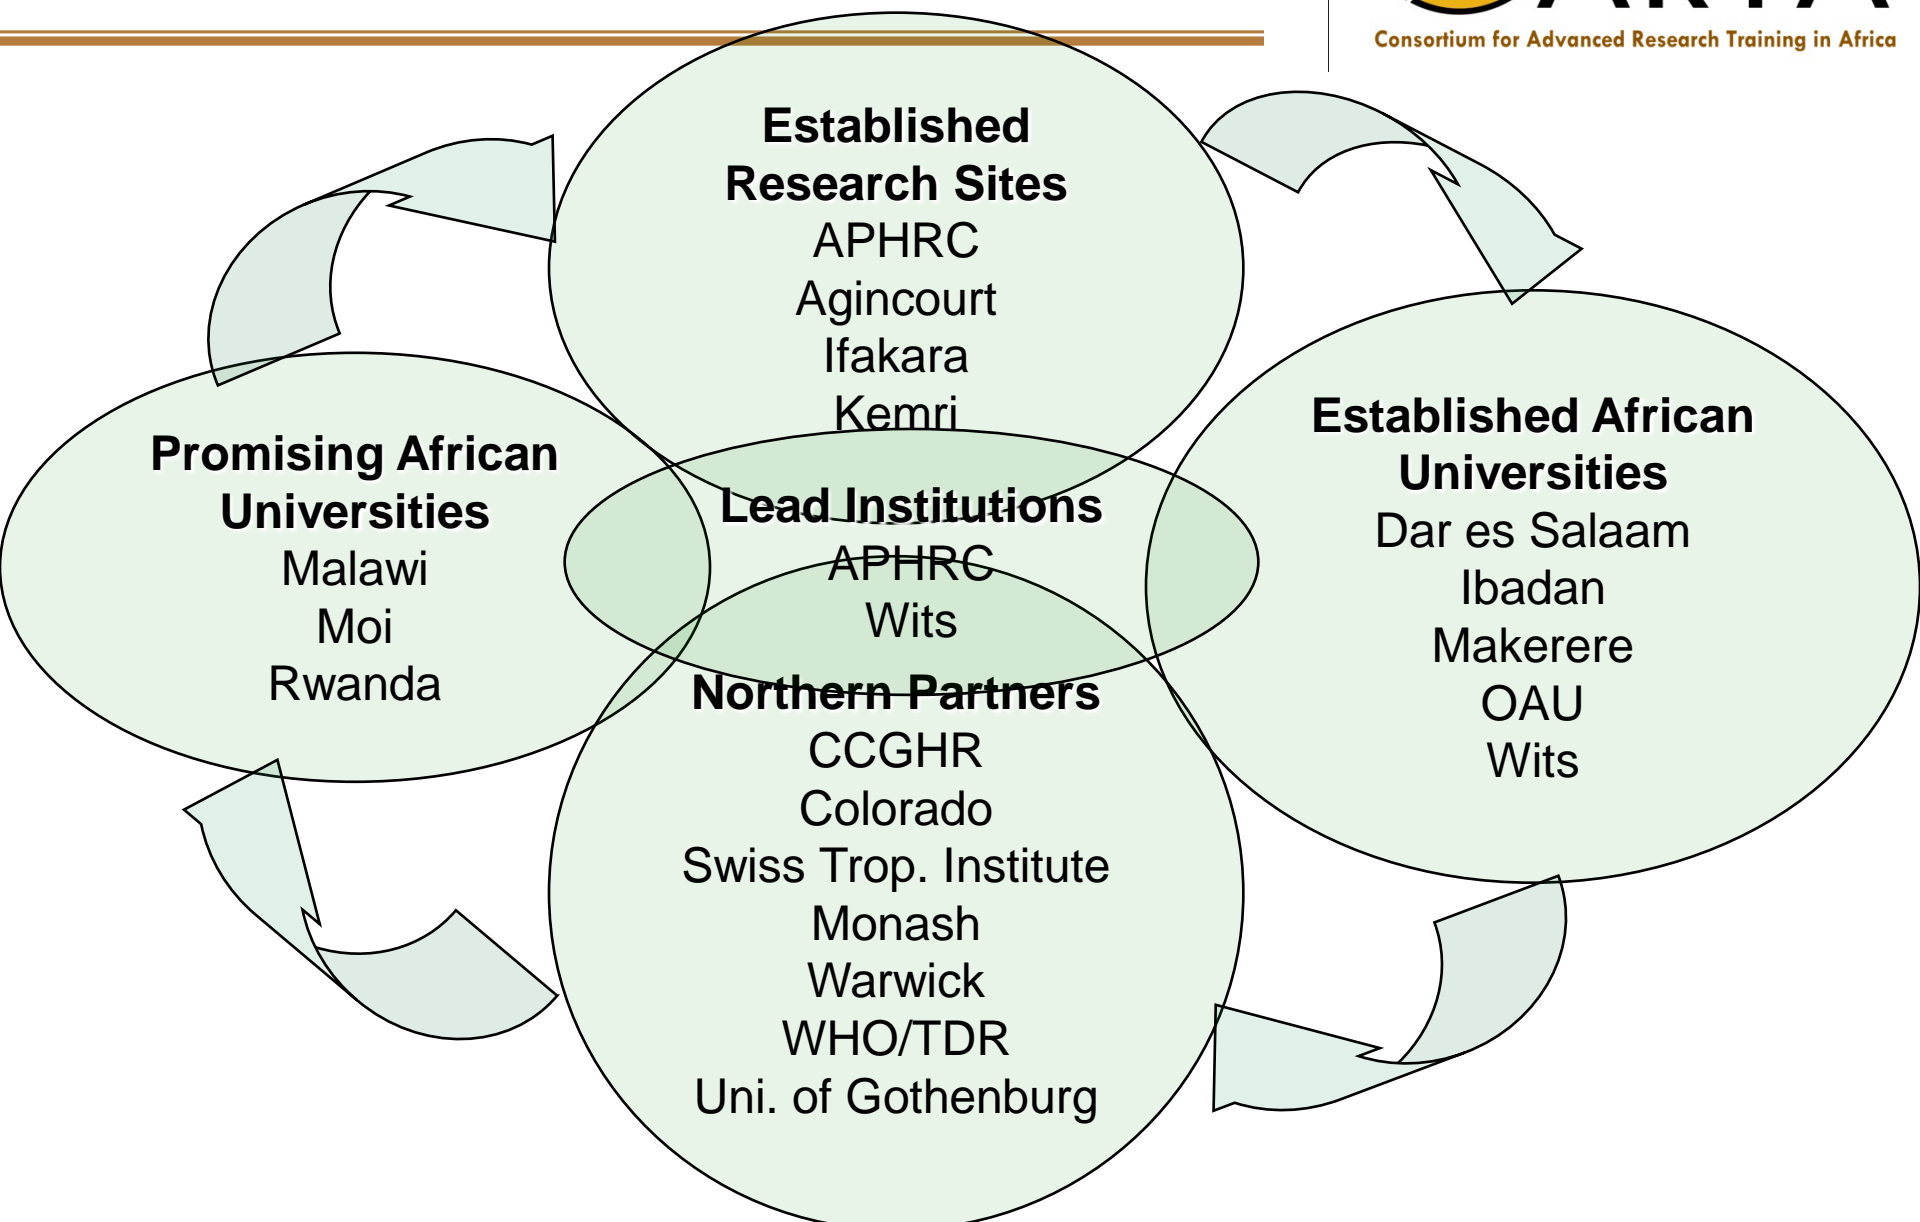 Consortium for Advanced Research Training in Africa
Established
Research Sites
APHRC
Agincourt
Ifakara
Kemri
Promising African
Universities
Malawi
Moi
Rwanda
Lead Institutions
APHRC
Wits
Established African
Universities
Dar es Salaam
Ibadan
Makerere
OAU
Wits
Northern Partners
CCGHR
Colorado
Swiss Trop. Institute
Monash
Warwick
WHO/TDR
Uni. of Gothenburg